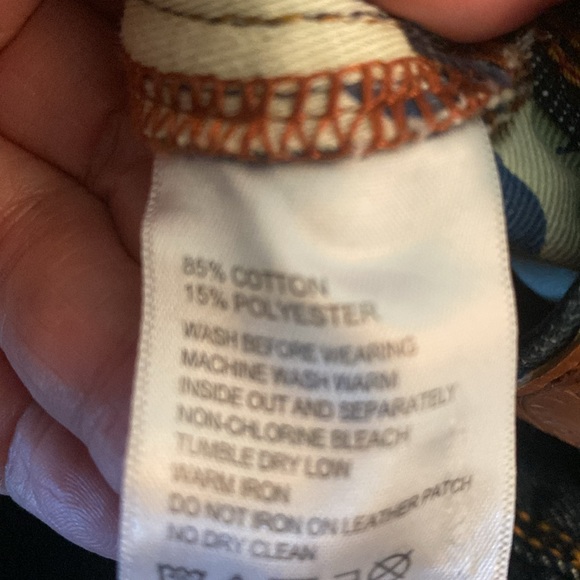 85% COTTON
15% POLYESTER
WASH BEFORE WEARING
MACHINE WASH WARM
INSIDE OUT AND SEPARATELY
NON-CHLORINE BLEACH
TUMBLE DRY LOW
WARM IRON
DO NOT IRON ON LEATHER PATCH
NO DRY CLEAN